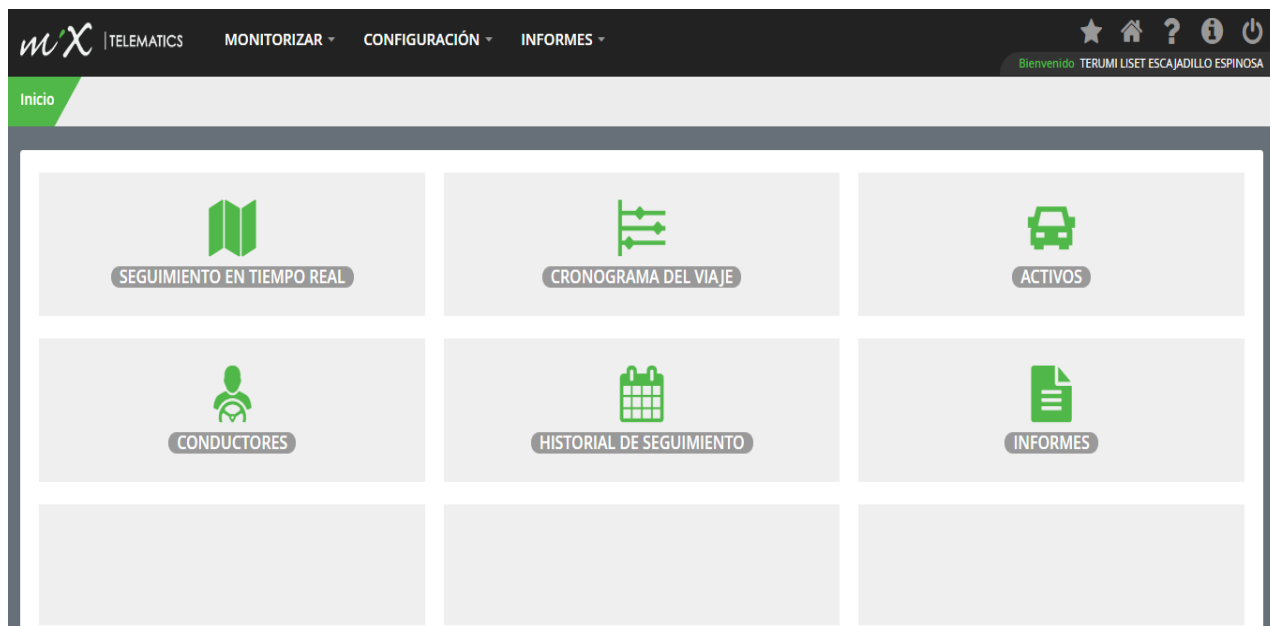 mix | TELEMATICS MONITORIZAR CONFIGURACIÓN INFORMES
Bienvenido TERUMI LISET ESCAJADILLO ESPINOSA
Inicio
SEGUIMIENTO EN TIEMPO REAL
CRONOGRAMA DEL VIAJE
ACTIVOS
CONDUCTORES
HISTORIAL DE SEGUIMIENTO
INFORMES